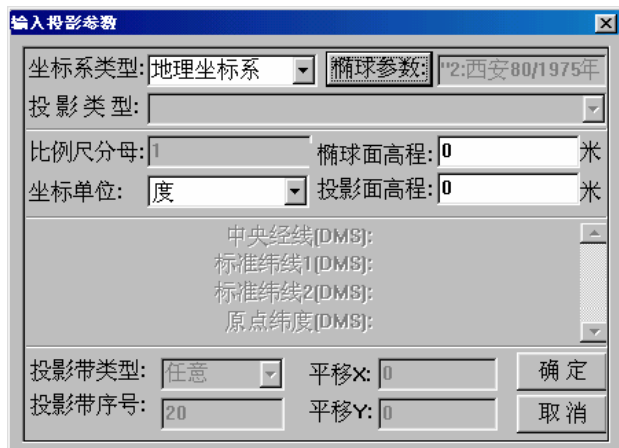 输入投影参数
坐标系类型: 地理坐标系 椭球参数: "2:西安80/1975年
投影类型:
比例尺分母: 1 椭球面高程: 0 米
坐标单位: 度 投影面高程: 0 米
中央经线(DMS):
标准纬线1(DMS):
标准纬线2(DMS):
原点纬度(DMS):
投影带类型: 任意 平移X: 0 确定
投影带序号: 20 平移Y: 0 取消